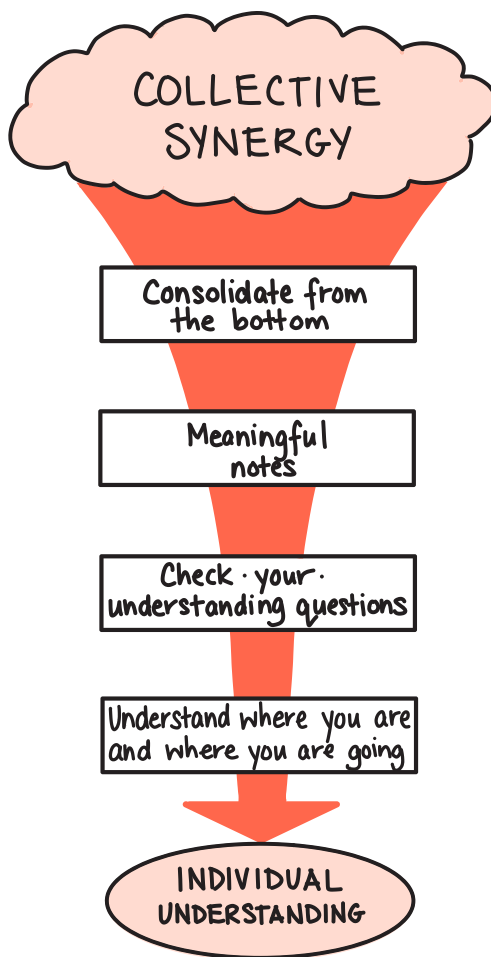 COLLECTIVE
SYNERGY
Consolidate from
the bottom
Meaningful
notes
Check·your·
understanding questions
Understand where you are
and where you are going
INDIVIDUAL
UNDERSTANDING